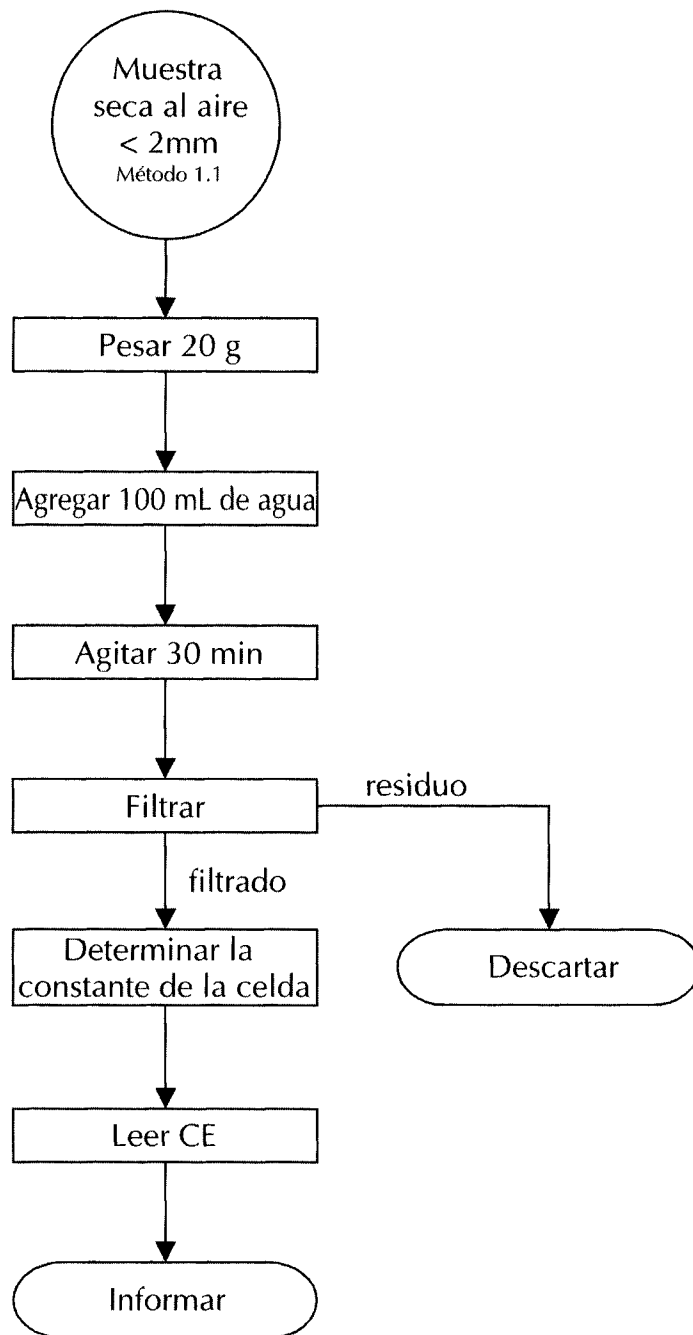 Muestra
seca al aire
< 2mm
Método 1.1
Pesar 20 g
Agregar 100 mL de agua
Agitar 30 min
Filtrar
residuo
filtrado
Determinar la
constante de la celda
Descartar
Leer CE
Informar